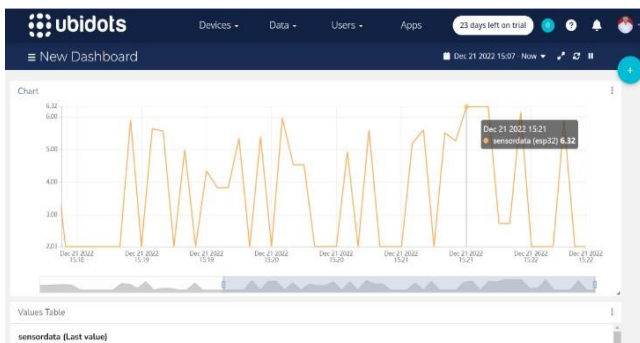 ubidots Devices Data Users Apps 23 days left on trial 0
New Dashboard Dec 21 2022 15:07 - Now
Chart
6.32
6.00
5.00
4.00
3.00
2.03
Dec 21 2022
15:21
sensordata (esp32) 6.32
Dec 21 2022 Dec 21 2022 Dec 21 2022 Dec 21 2022 Dec 21 2022 Dec 21 2022 Dec 21 2022 Dec 21 2022 Dec 21 2022
15:18 15:19 15:19 15:20 15:20 15:21 15:21 15:22 15:22
Values Table
sensordata (Last value)